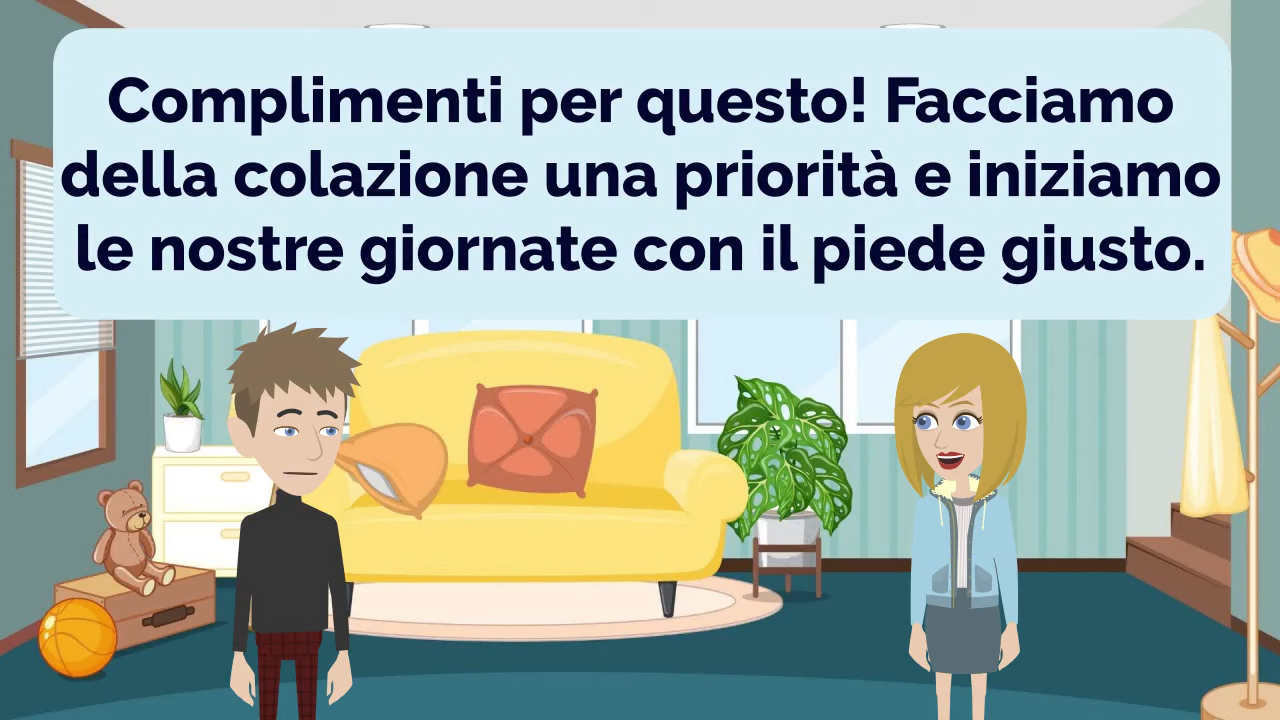 Complimenti per questo! Facciamo
della colazione una priorità e iniziamo
le nostre giornate con il piede giusto.